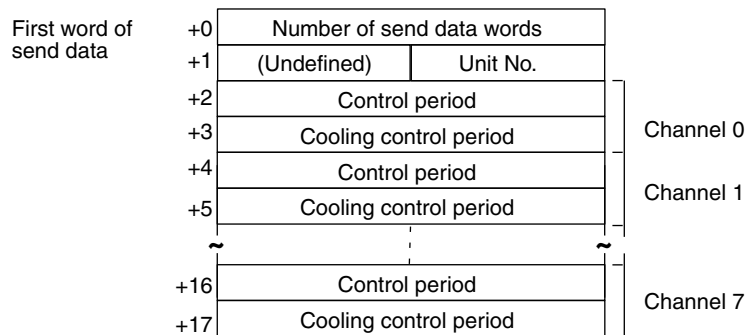 First word of
send data
+0 Number of send data words
+1 (Undefined) Unit No.
+2 Control period
+3 Cooling control period
Channel 0
+4 Control period
+5 Cooling control period
Channel 1
~ ~
+16 Control period
+17 Cooling control period
Channel 7